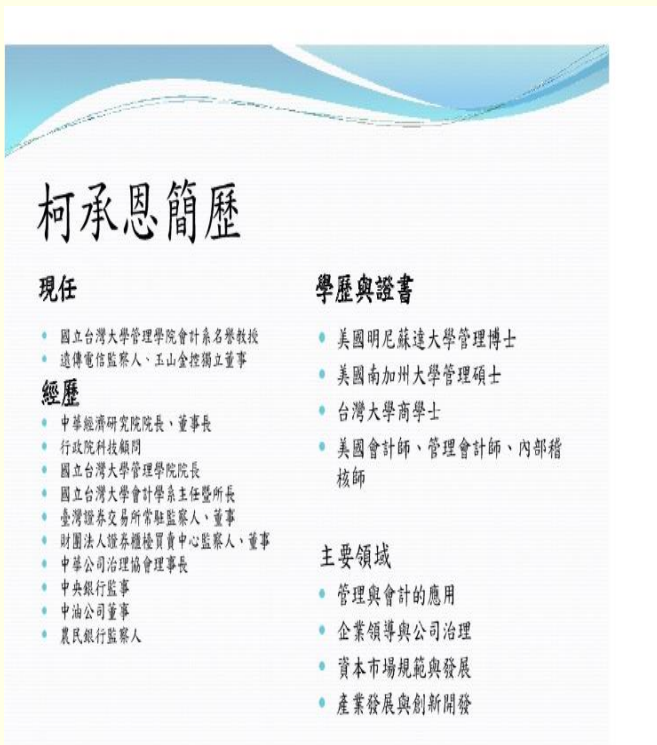 柯承恩簡歷
現任
國立台灣大學管理學院會計系名譽教授
遠傳電信監察人、玉山金控獨立董事
經歷
中華經濟研究院院長、董事長
行政院科技顧問
國立台灣大學管理學院院長
國立台灣大學會計學系主任暨所長
臺灣證券交易所常駐監察人、董事
財團法人證券櫃檯買賣中心監察人、董事
中華公司治理協會理事長
中央銀行監事
中油公司董事
農民銀行監察人
學歷與證書
美國明尼蘇達大學管理博士
美國南加州大學管理碩士
台灣大學商學士
美國會計師、管理會計師、內部稽
核師
主要領域
管理與會計的應用
企業領導與公司治理
資本市場規範與發展
產業發展與創新開發